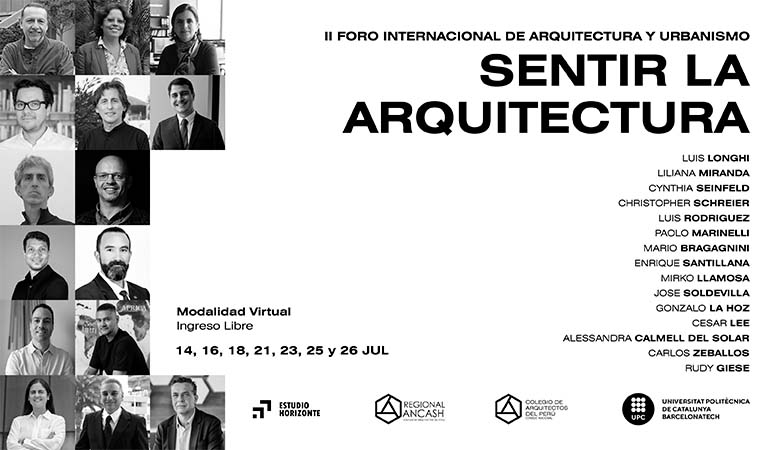 II FORO INTERNACIONAL DE ARQUITECTURA Y URBANISMO
SENTIR LA
ARQUITECTURA
LUIS LONGHI
LILIANA MIRANDA
CYNTHIA SEINFELD
CHRISTOPHER SCHREIER
LUIS RODRIGUEZ
PAOLO MARINELLI
MARIO BRAGAGNINI
ENRIQUE SANTILLANA
MIRKO LLAMOSA
JOSE SOLDEVILLA
GONZALO LA HOZ
CESAR LEE
ALESSANDRA CALMELL DEL SOLAR
CARLOS ZEBALLOS
RUDY GIESE
Modalidad Virtual
Ingreso Libre
14, 16, 18, 21, 23, 25 y 26 JUL
ESTUDIO
HORIZONTE
REGIONAL
ANCASH
COLEGIO DE
ARQUITECTOS
DEL PERÚ
UPC
UNIVERSITAT POLITÈCNICA
DE CATALUNYA
BARCELONATECH